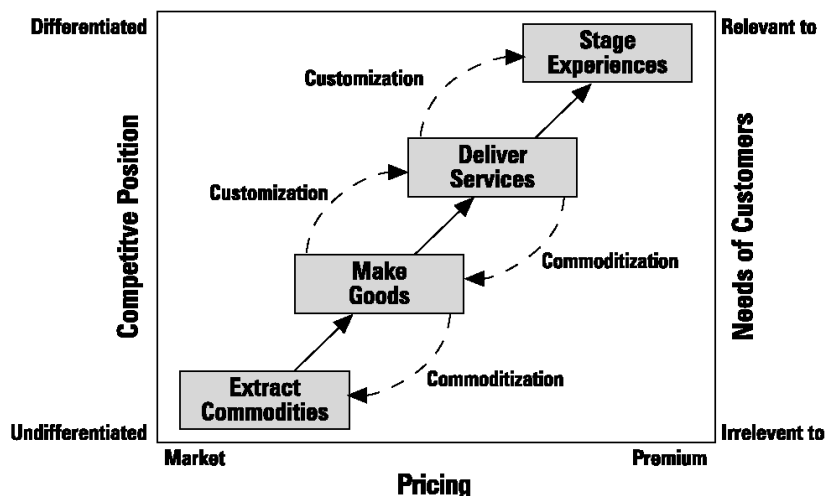 Differentiated
Stage
Experiences
Relevant to
Customization
Competitve Position
Deliver
Services
Needs of Customers
Customization
Make
Goods
Commoditization
Extract
Commodities
Commoditization
Undifferentiated
Irrelevent to
Market
Premium
Pricing